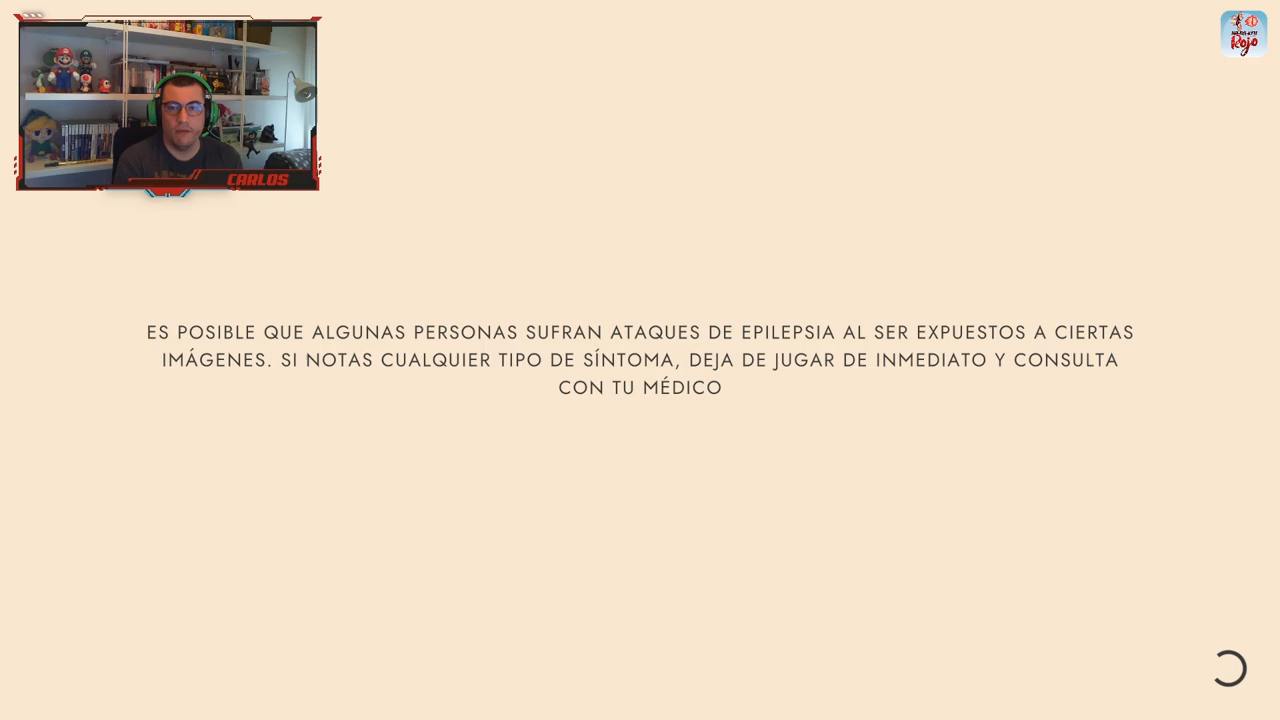 CARLOS
Rojo
ES POSIBLE QUE ALGUNAS PERSONAS SUFRAN ATAQUES DE EPILEPSIA AL SER EXPUESTOS A CIERTAS
IMÁGENES. SI NOTAS CUALQUIER TIPO DE SÍNTOMA, DEJA DE JUGAR DE INMEDIATO Y CONSULTA
CON TU MÉDICO